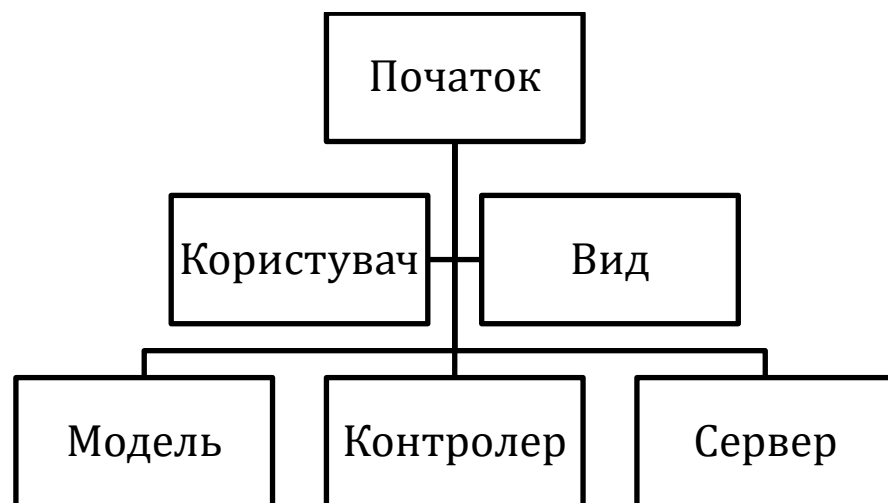 Початок
Користувач
Вид
Модель
Контролер
Сервер